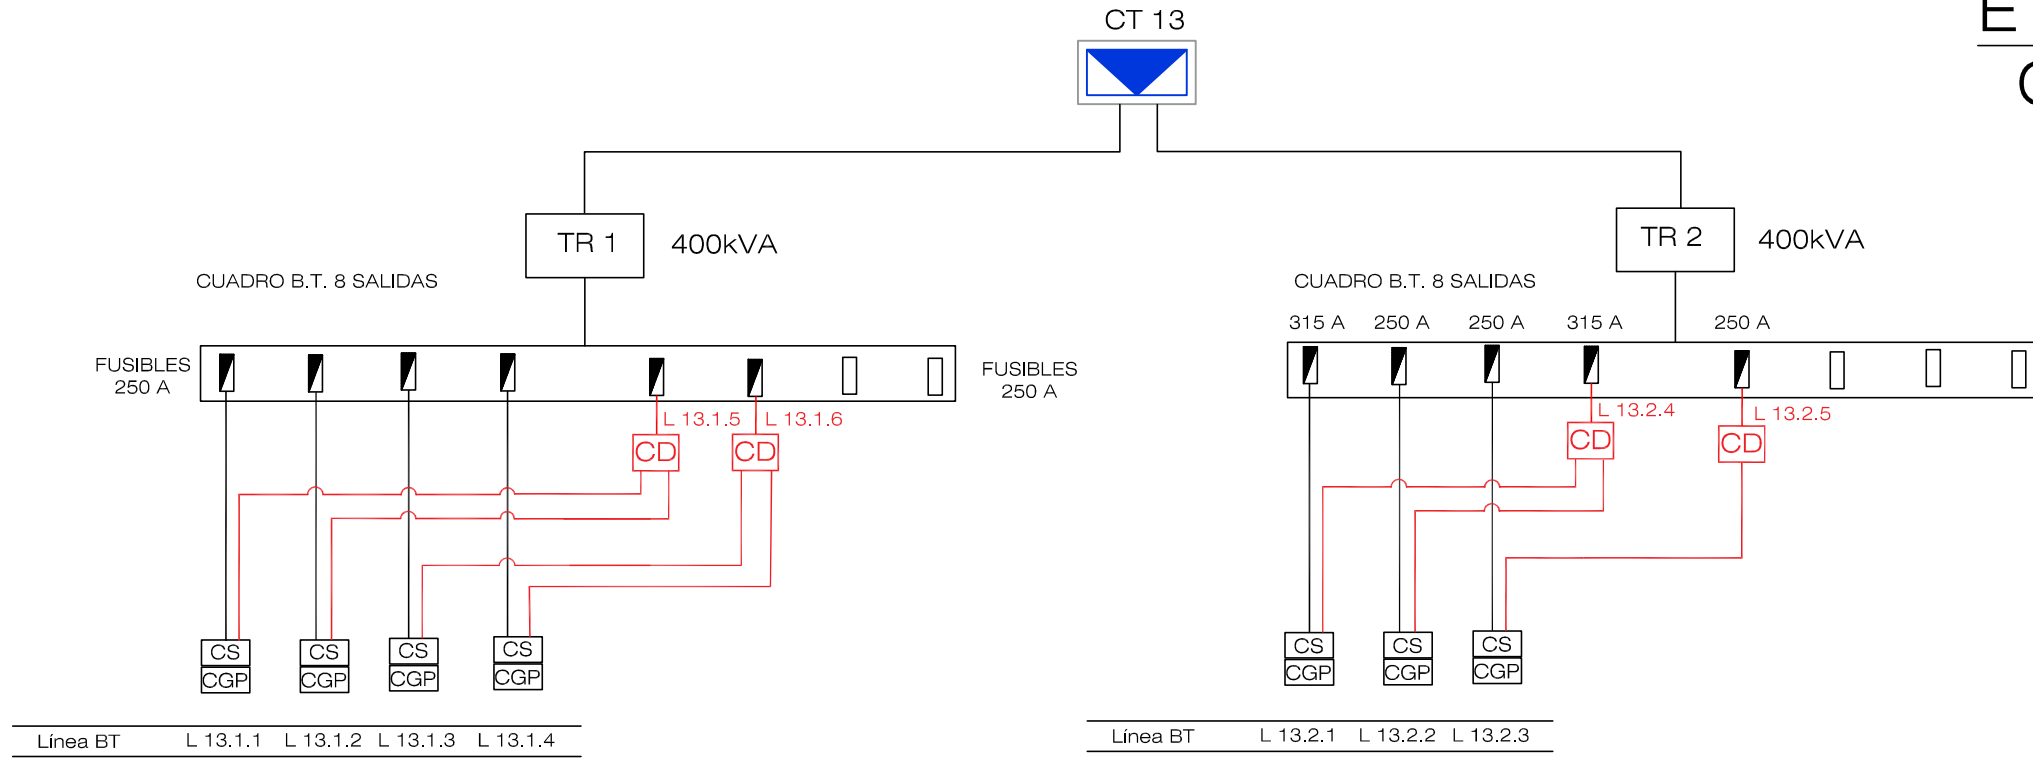 CT 13
E
TR 1
400kVA
TR 2
400kVA
CUADRO B.T. 8 SALIDAS
CUADRO B.T. 8 SALIDAS
315 A
250 A
250 A
315 A
250 A
FUSIBLES
250 A
FUSIBLES
250 A
L 13.1.5
L 13.1.6
L 13.2.4
L 13.2.5
CD
CD
CD
CD
CS
CGP
CS
CGP
CS
CGP
CS
CGP
CS
CGP
CS
CGP
CS
CGP
Línea BT L 13.1.1 L 13.1.2 L 13.1.3 L 13.1.4
Línea BT L 13.2.1 L 13.2.2 L 13.2.3